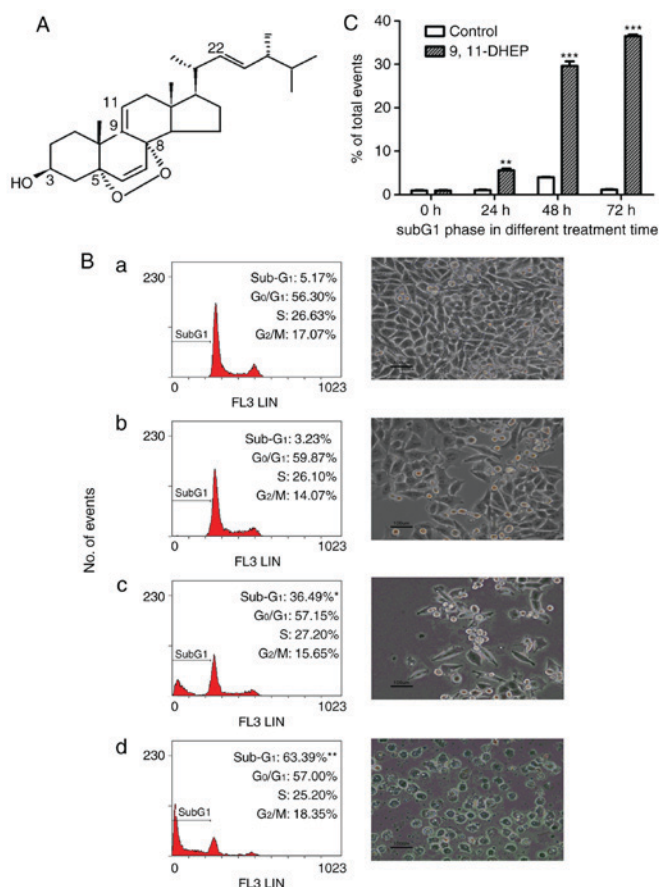 A
22
11
9
8
HO
3
5
O
O
C
Control
9, 11-DHEP
% of total events
40
30
20
10
0
**
***
***
0 h 24 h 48 h 72 h
subG1 phase in different treatment time
B
No. of events
a
230
Sub-G1: 5.17%
G0/G1: 56.30%
S: 26.63%
G2/M: 17.07%
SubG1
0 1023
FL3 LIN
b
230
Sub-G1: 3.23%
G0/G1: 59.87%
S: 26.10%
G2/M: 14.07%
SubG1
0 1023
FL3 LIN
c
230
Sub-G1: 36.49%*
G0/G1: 57.15%
S: 27.20%
G2/M: 15.65%
SubG1
0 1023
FL3 LIN
d
230
Sub-G1: 63.39%**
G0/G1: 57.00%
S: 25.20%
G2/M: 18.35%
SubG1
0 1023
FL3 LIN